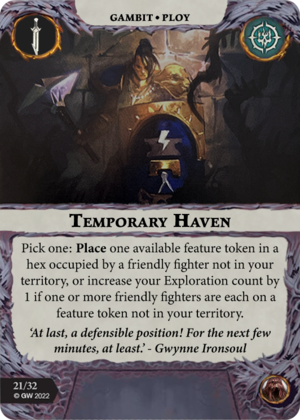 GAMBIT • PLOY
TEMPORARY HAVEN
Pick one: Place one available feature token in a
hex occupied by a friendly fighter not in your
territory, or increase your Exploration count by
1 if one or more friendly fighters are each on a
feature token not in your territory.
‘At last, a defensible position! For the next few
minutes, at least.’ - Gwynne Ironsoul
21/32
© GW 2022